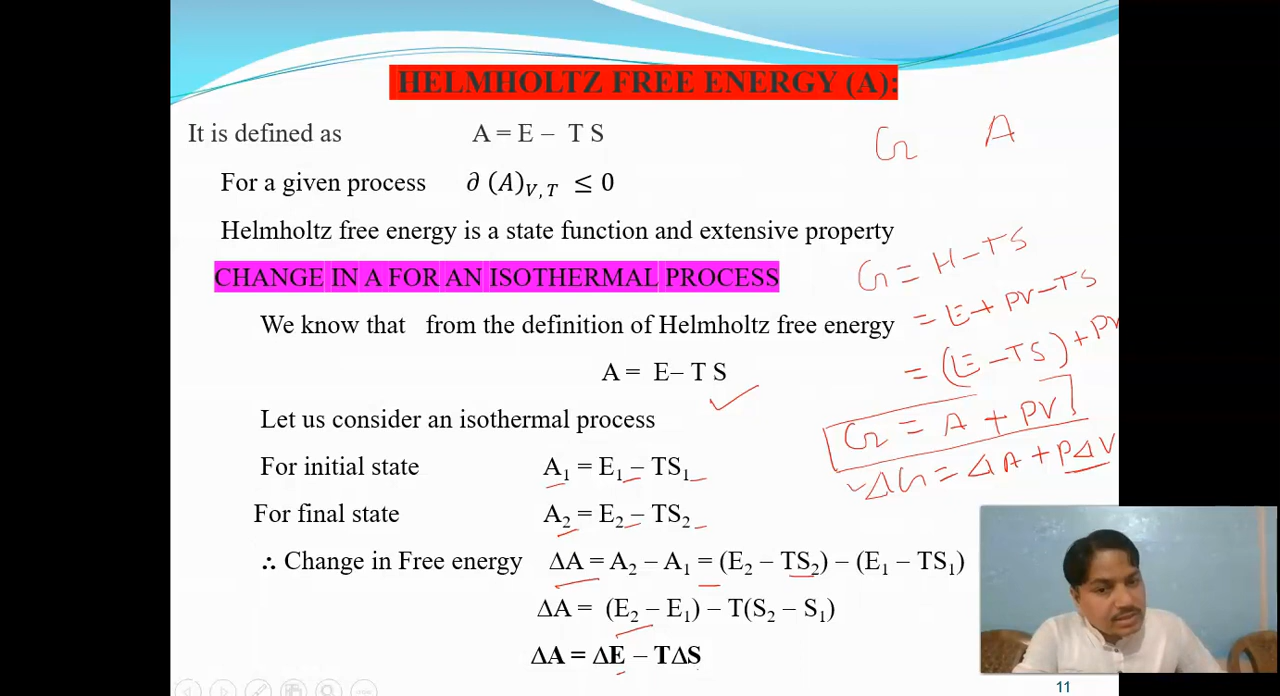 HELMHOLTZ FREE ENERGY (A):
It is defined as A = E – T S
For a given process ∂ (A)V, T ≤ 0
Helmholtz free energy is a state function and extensive property
CHANGE IN A FOR AN ISOTHERMAL PROCESS
We know that from the definition of Helmholtz free energy
A = E– T S
Let us consider an isothermal process
For initial state A₁ = E₁ – TS₁
For final state A₂ = E₂ – TS₂
∴ Change in Free energy ΔA = A₂ – A₁ = (E₂ – TS₂) – (E₁ – TS₁)
ΔA = (E₂ – E₁) – T(S₂ – S₁)
ΔA = ΔE – TΔS
G A
G = H – TS
= E + PV – TS
= (E – TS) + PV
G = A + PV
ΔG = ΔA + PΔV
11